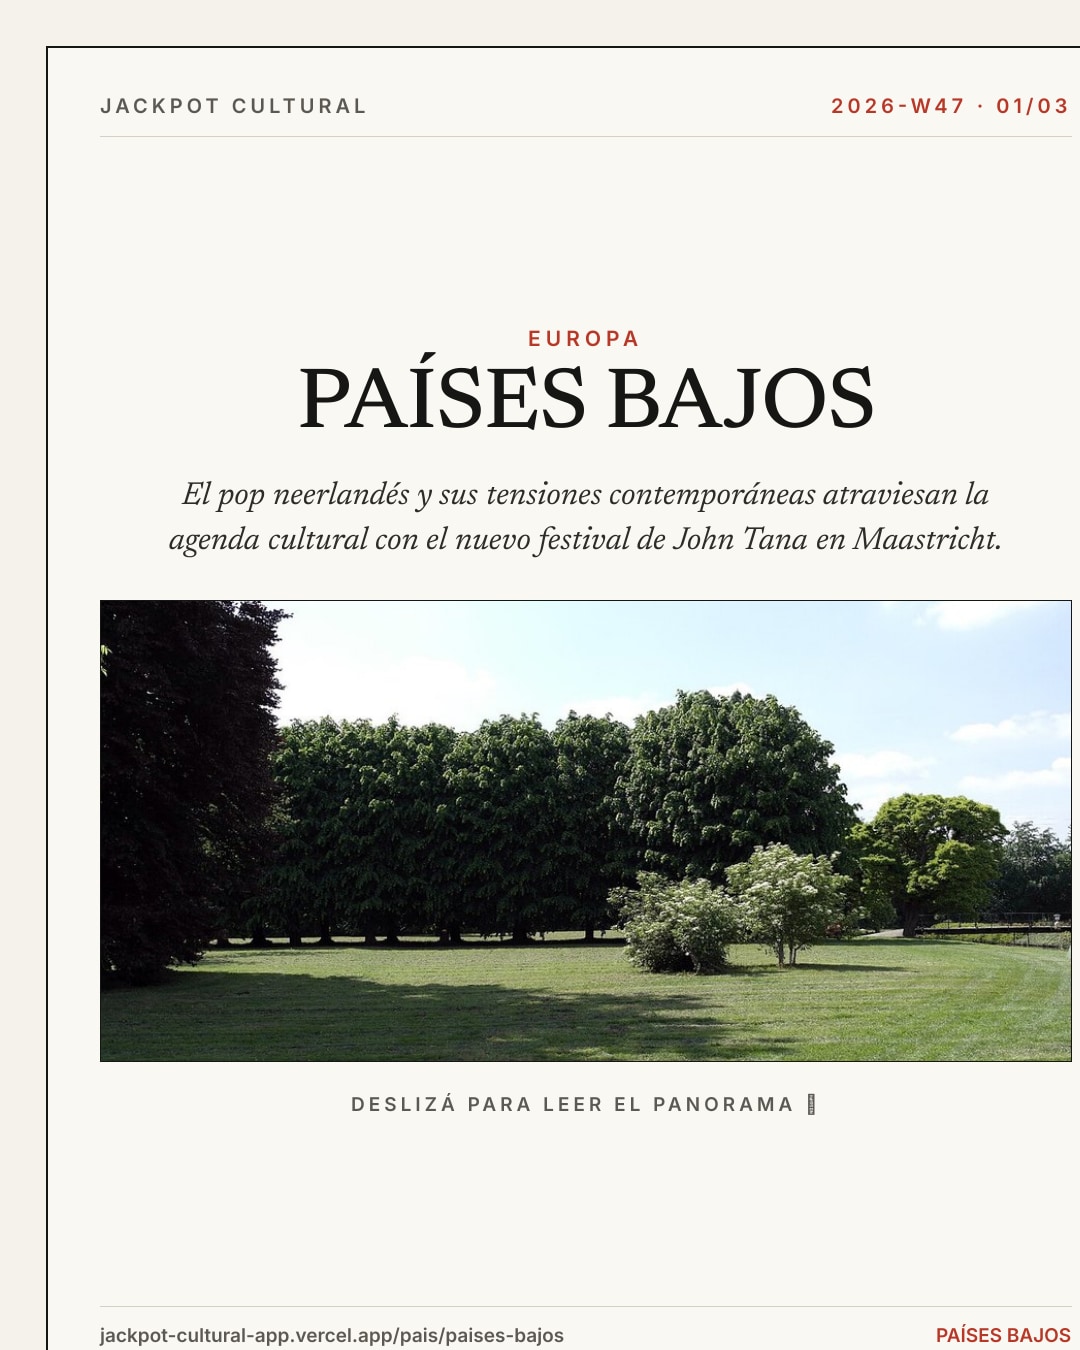 JACKPOT CULTURAL
2026-W47 · 01/03
EUROPA
PAÍSES BAJOS
El pop neerlandés y sus tensiones contemporáneas atraviesan la
agenda cultural con el nuevo festival de John Tana en Maastricht.
DESLIZÁ PARA LEER EL PANORAMA
jackpot-cultural-app.vercel.app/pais/paises-bajos
PAÍSES BAJOS